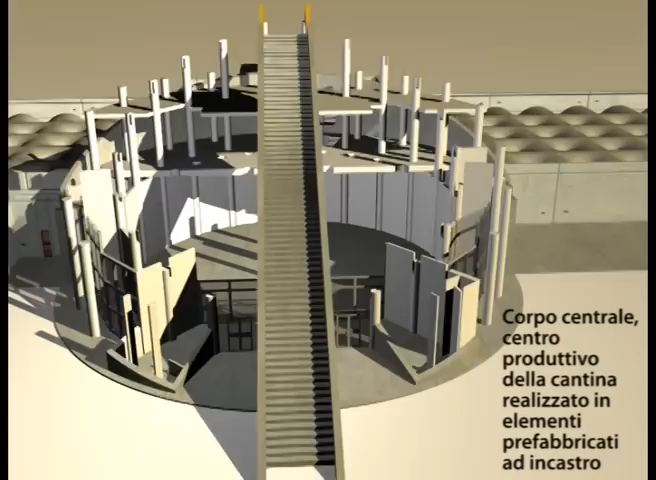 Corpo centrale,
centro
produttivo
della cantina
realizzato in
elementi
prefabbricati
ad incastro